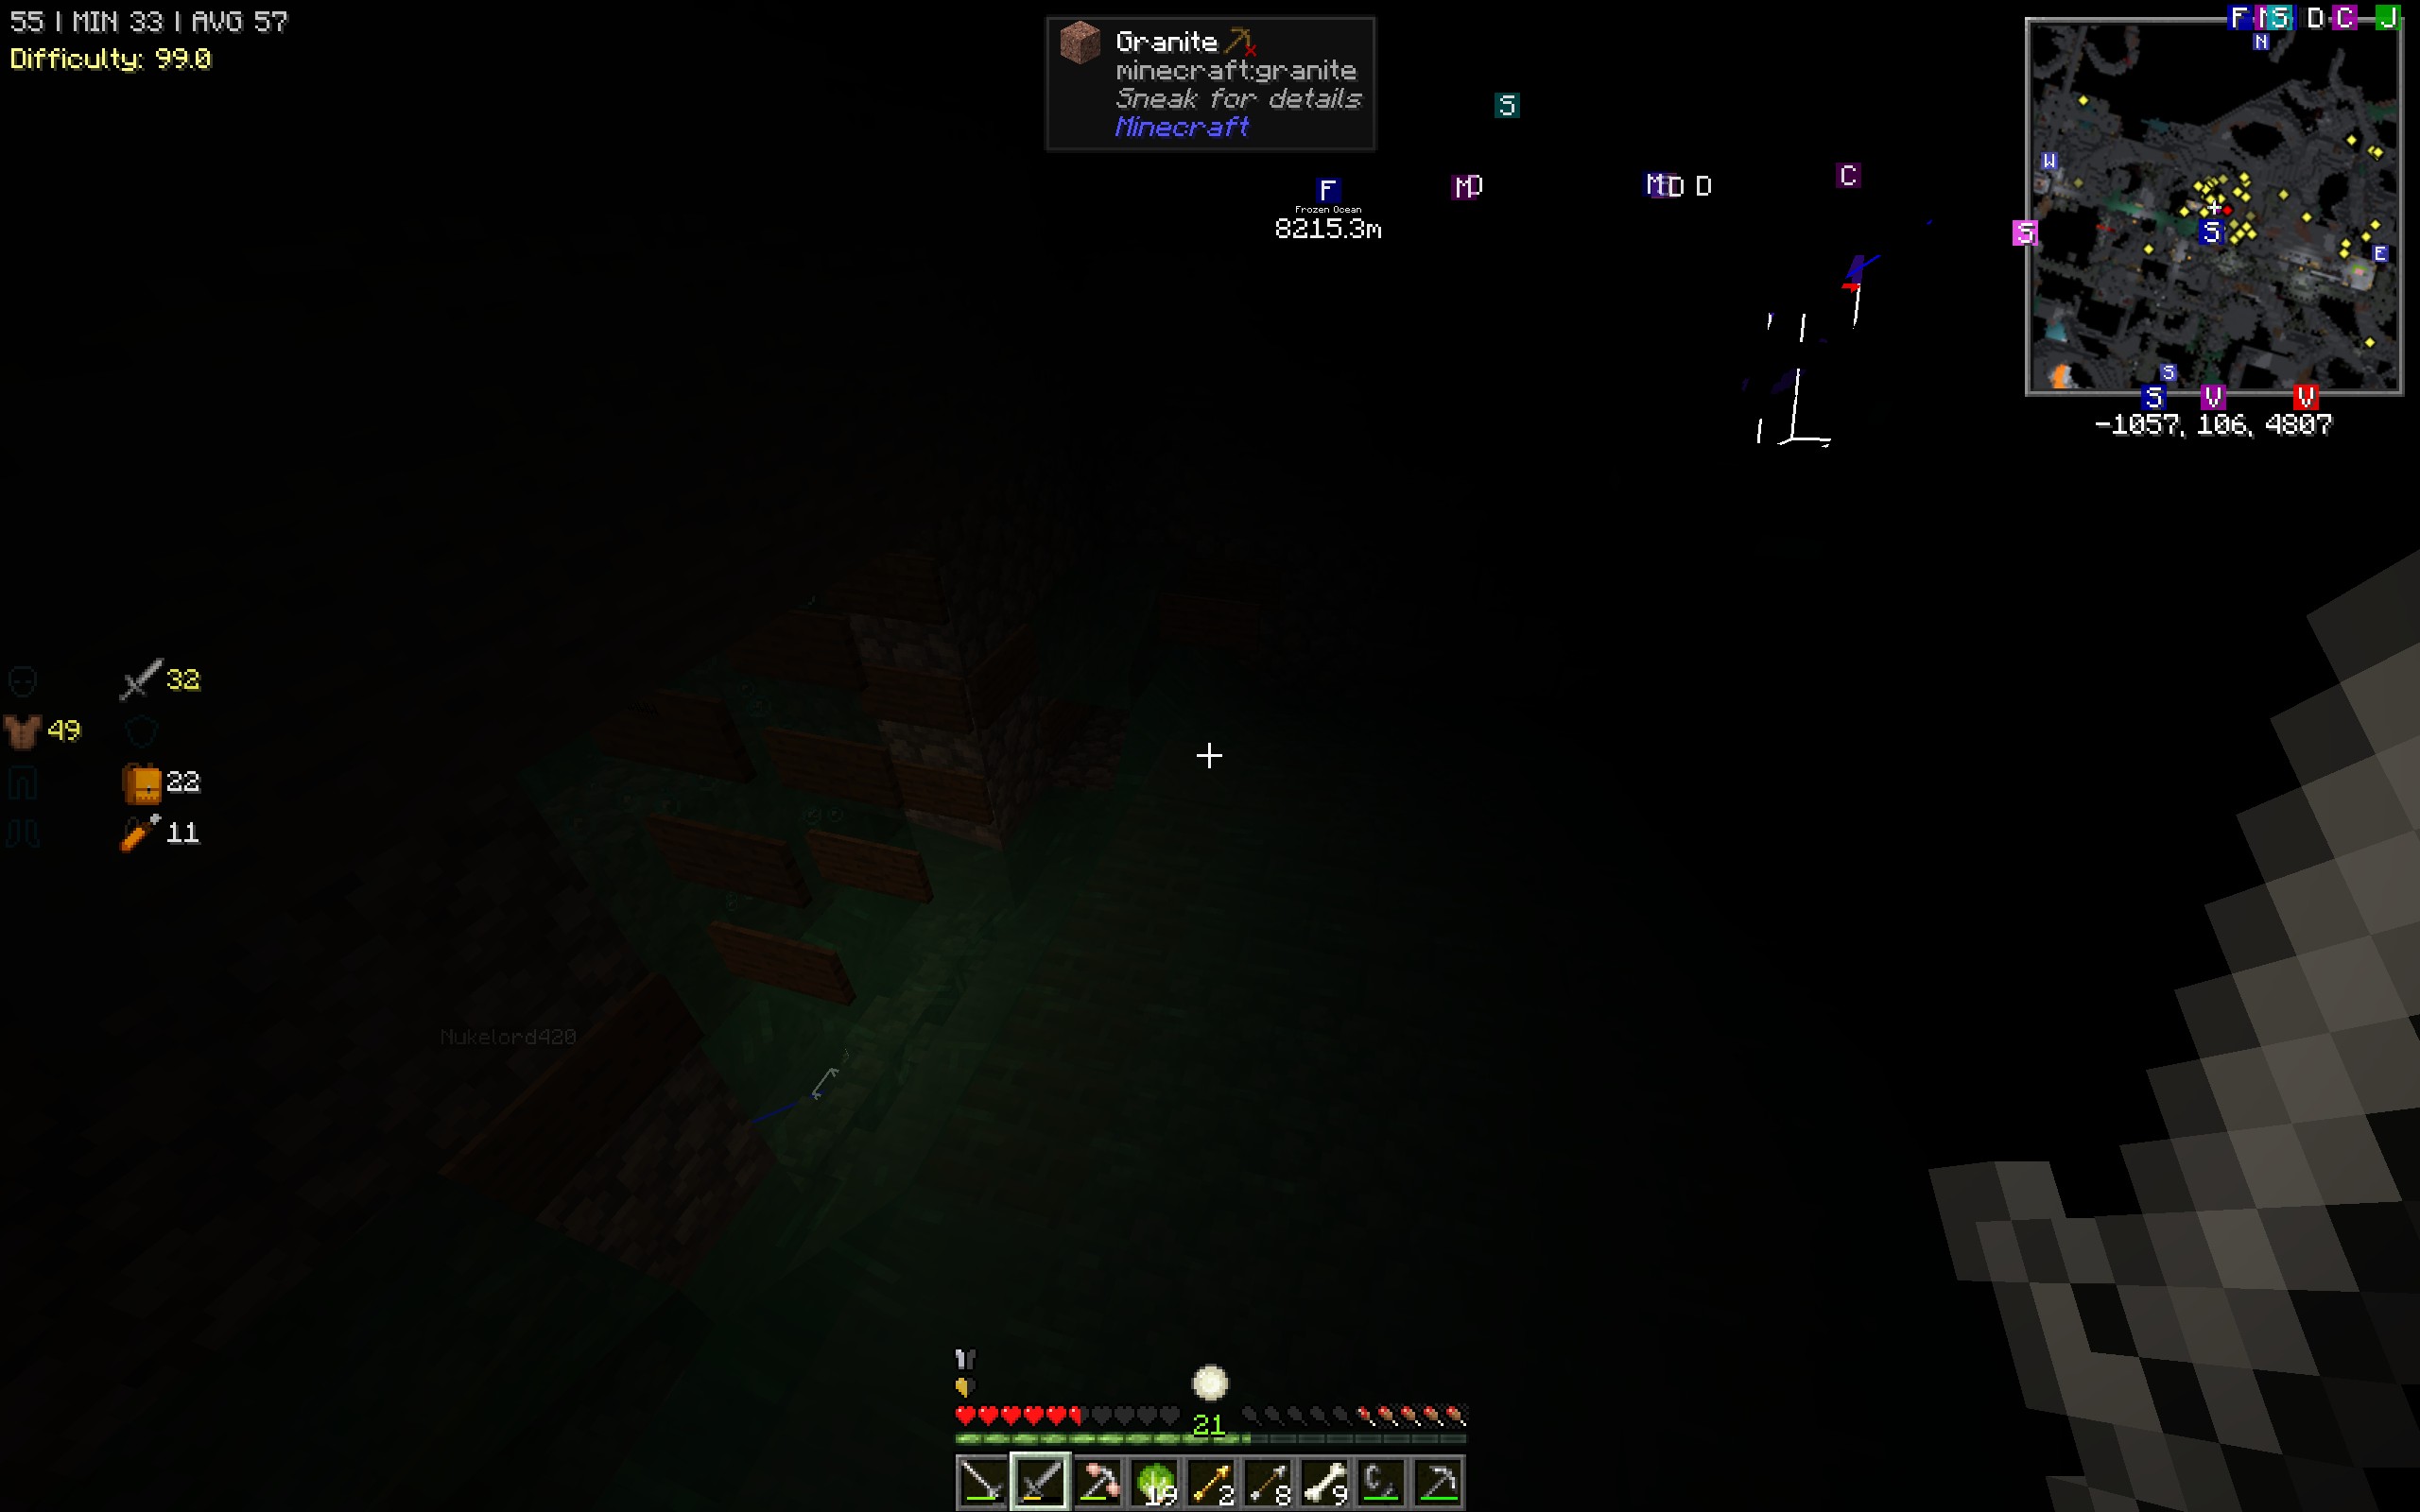 55 | MIN 33 | AVG 57
Difficulty: 99.0
Granite
minecraft:granite
Sneak for details
Minecraft
F
N
S
D
C
J
N
W
S
E
S
S
S
V
V
-1057, 106, 4807
S
F
Frozen Ocean
8215.3m
M
D
M
D
D
C
32
49
22
11
Nukelord420
21
19
2
8
9